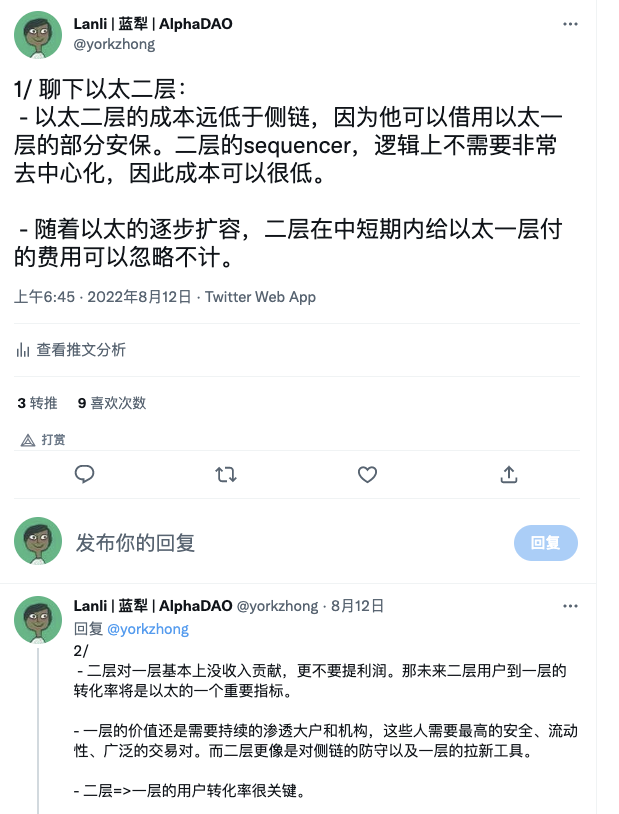 Lanli | 蓝犁 | AlphaDAO
@yorkzhong
1/ 聊下以太二层：
- 以太二层的成本远低于侧链，因为他可以借用以太一
层的部分安保。二层的sequencer，逻辑上不需要非常
去中心化，因此成本可以很低。
- 随着以太的逐步扩容，二层在中短期内给以太一层付
的费用可以忽略不计。
上午6:45 · 2022年8月12日 · Twitter Web App
查看推文分析
3 转推 9 喜欢次数
打赏
发布你的回复
回复
Lanli | 蓝犁 | AlphaDAO @yorkzhong · 8月12日
回复 @yorkzhong
2/
- 二层对一层基本上没收入贡献，更不要提利润。那未来二层用户到一层的
转化率将是以太的一个重要指标。
- 一层的价值还是需要持续的渗透大户和机构，这些人需要最高的安全、流动
性、广泛的交易对。而二层更像是对侧链的防守以及一层的拉新工具。
- 二层=>一层的用户转化率很关键。